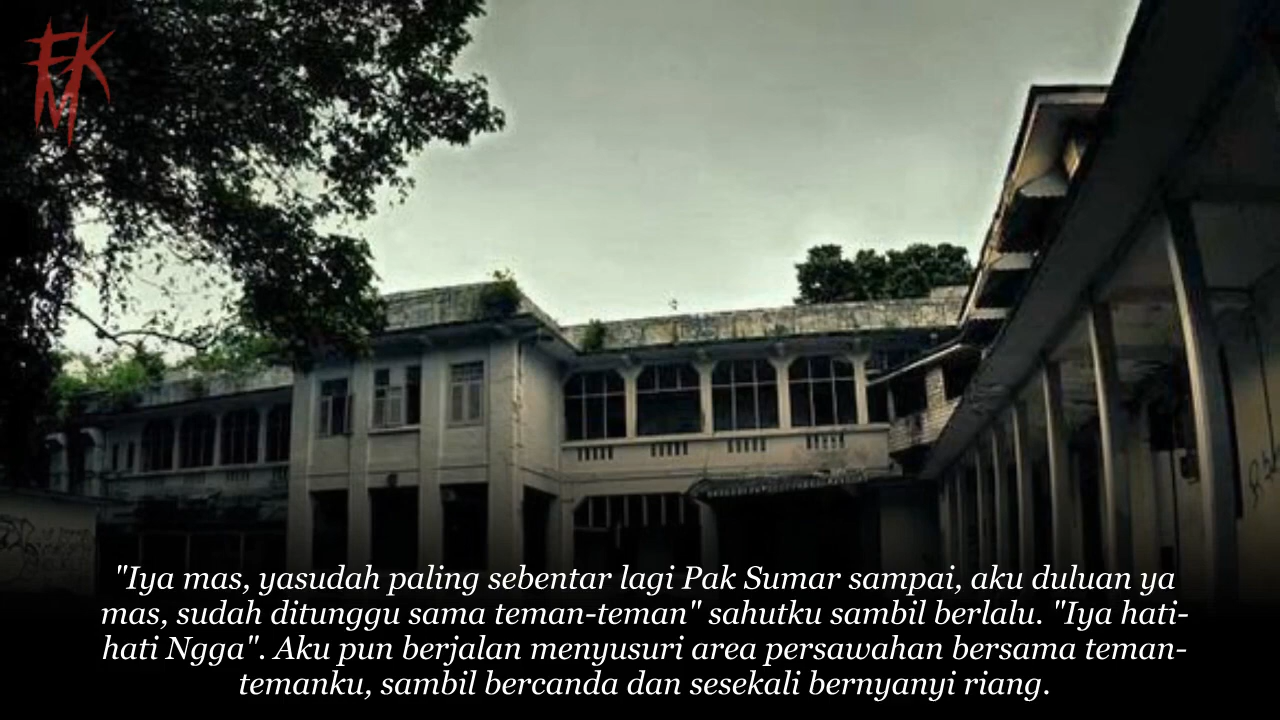 FKM
"Iya mas, yasudah paling sebentar lagi Pak Sumar sampai, aku duluan ya
mas, sudah ditunggu sama teman-teman" sahutku sambil berlalu. "Iya hati-
hati Ngga". Aku pun berjalan menyusuri area persawahan bersama teman-
temanku, sambil bercanda dan sesekali bernyanyi riang.